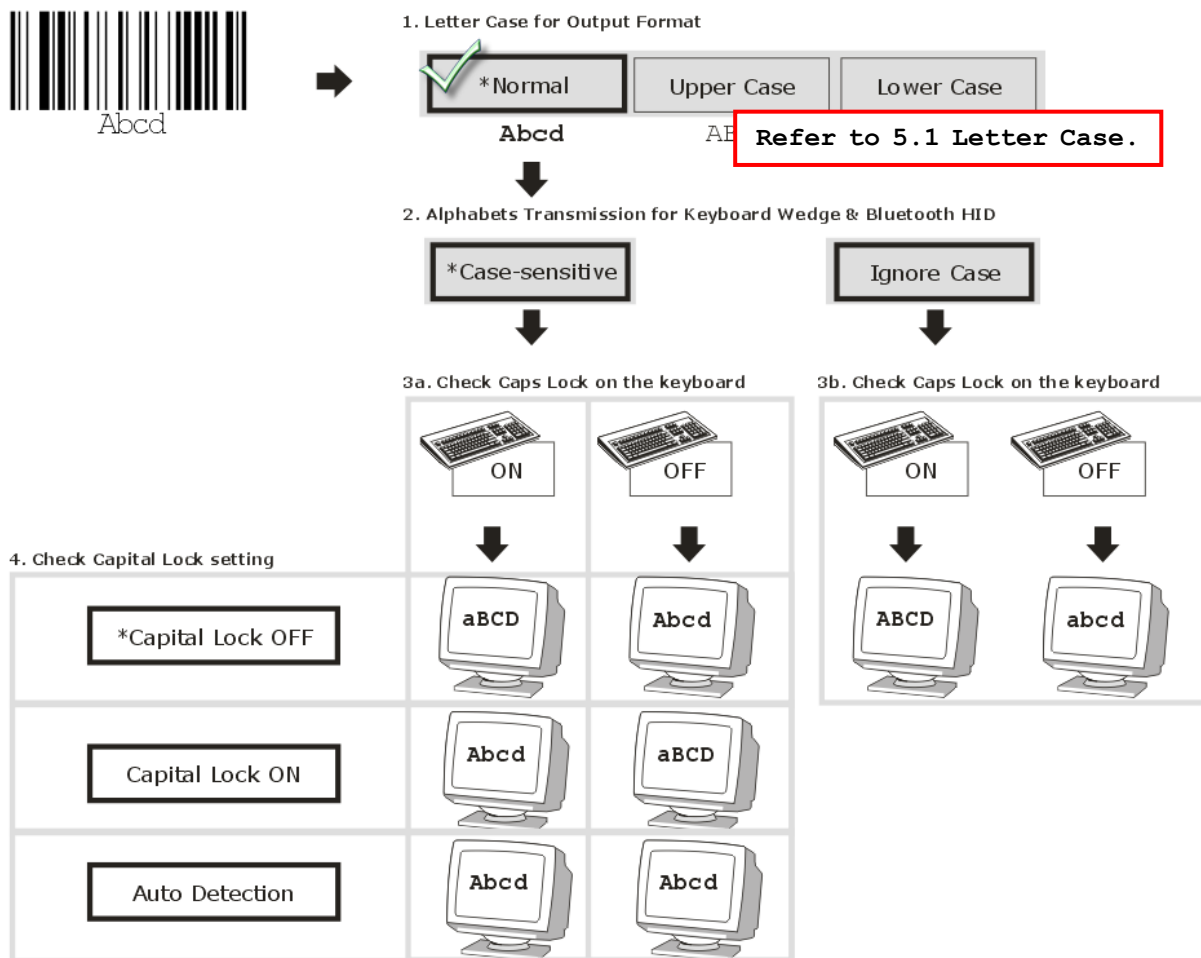 1. Letter Case for Output Format
*Normal Upper Case Lower Case
Abcd
Abcd
Refer to 5.1 Letter Case.
2. Alphabets Transmission for Keyboard Wedge & Bluetooth HID
*Case-sensitive Ignore Case
3a. Check Caps Lock on the keyboard 3b. Check Caps Lock on the keyboard
ON OFF ON OFF
4. Check Capital Lock setting
*Capital Lock OFF aBCD Abcd ABCD abcd
Capital Lock ON Abcd aBCD
Auto Detection Abcd Abcd